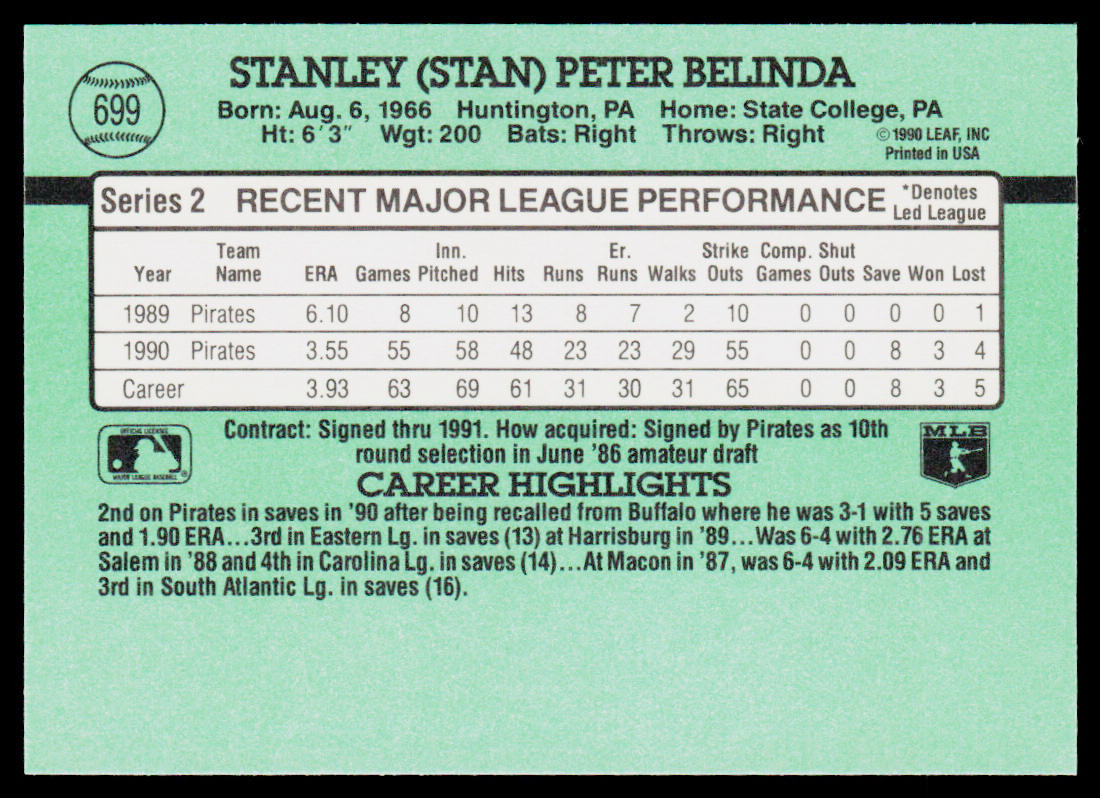 699
STANLEY (STAN) PETER BELINDA
Born: Aug. 6, 1966 Huntington, PA Home: State College, PA
Ht: 6'3" Wgt: 200 Bats: Right Throws: Right
©1990 LEAF, INC
Printed in USA
Series 2 RECENT MAJOR LEAGUE PERFORMANCE *Denotes Led League
Team Inn. Er. Strike Comp. Shut
Year Name ERA Games Pitched Hits Runs Runs Walks Outs Games Outs Save Won Lost
1989 Pirates 6.10 8 10 13 8 7 2 10 0 0 0 0 1
1990 Pirates 3.55 55 58 48 23 23 29 55 0 0 8 3 4
Career 3.93 63 69 61 31 30 31 65 0 0 8 3 5
OFFICIAL LICENSEE
MAJOR LEAGUE BASEBALL
®
Contract: Signed thru 1991. How acquired: Signed by Pirates as 10th
round selection in June '86 amateur draft
MLB
CAREER HIGHLIGHTS
2nd on Pirates in saves in '90 after being recalled from Buffalo where he was 3-1 with 5 saves
and 1.90 ERA...3rd in Eastern Lg. in saves (13) at Harrisburg in '89...Was 6-4 with 2.76 ERA at
Salem in '88 and 4th in Carolina Lg. in saves (14)...At Macon in '87, was 6-4 with 2.09 ERA and
3rd in South Atlantic Lg. in saves (16).